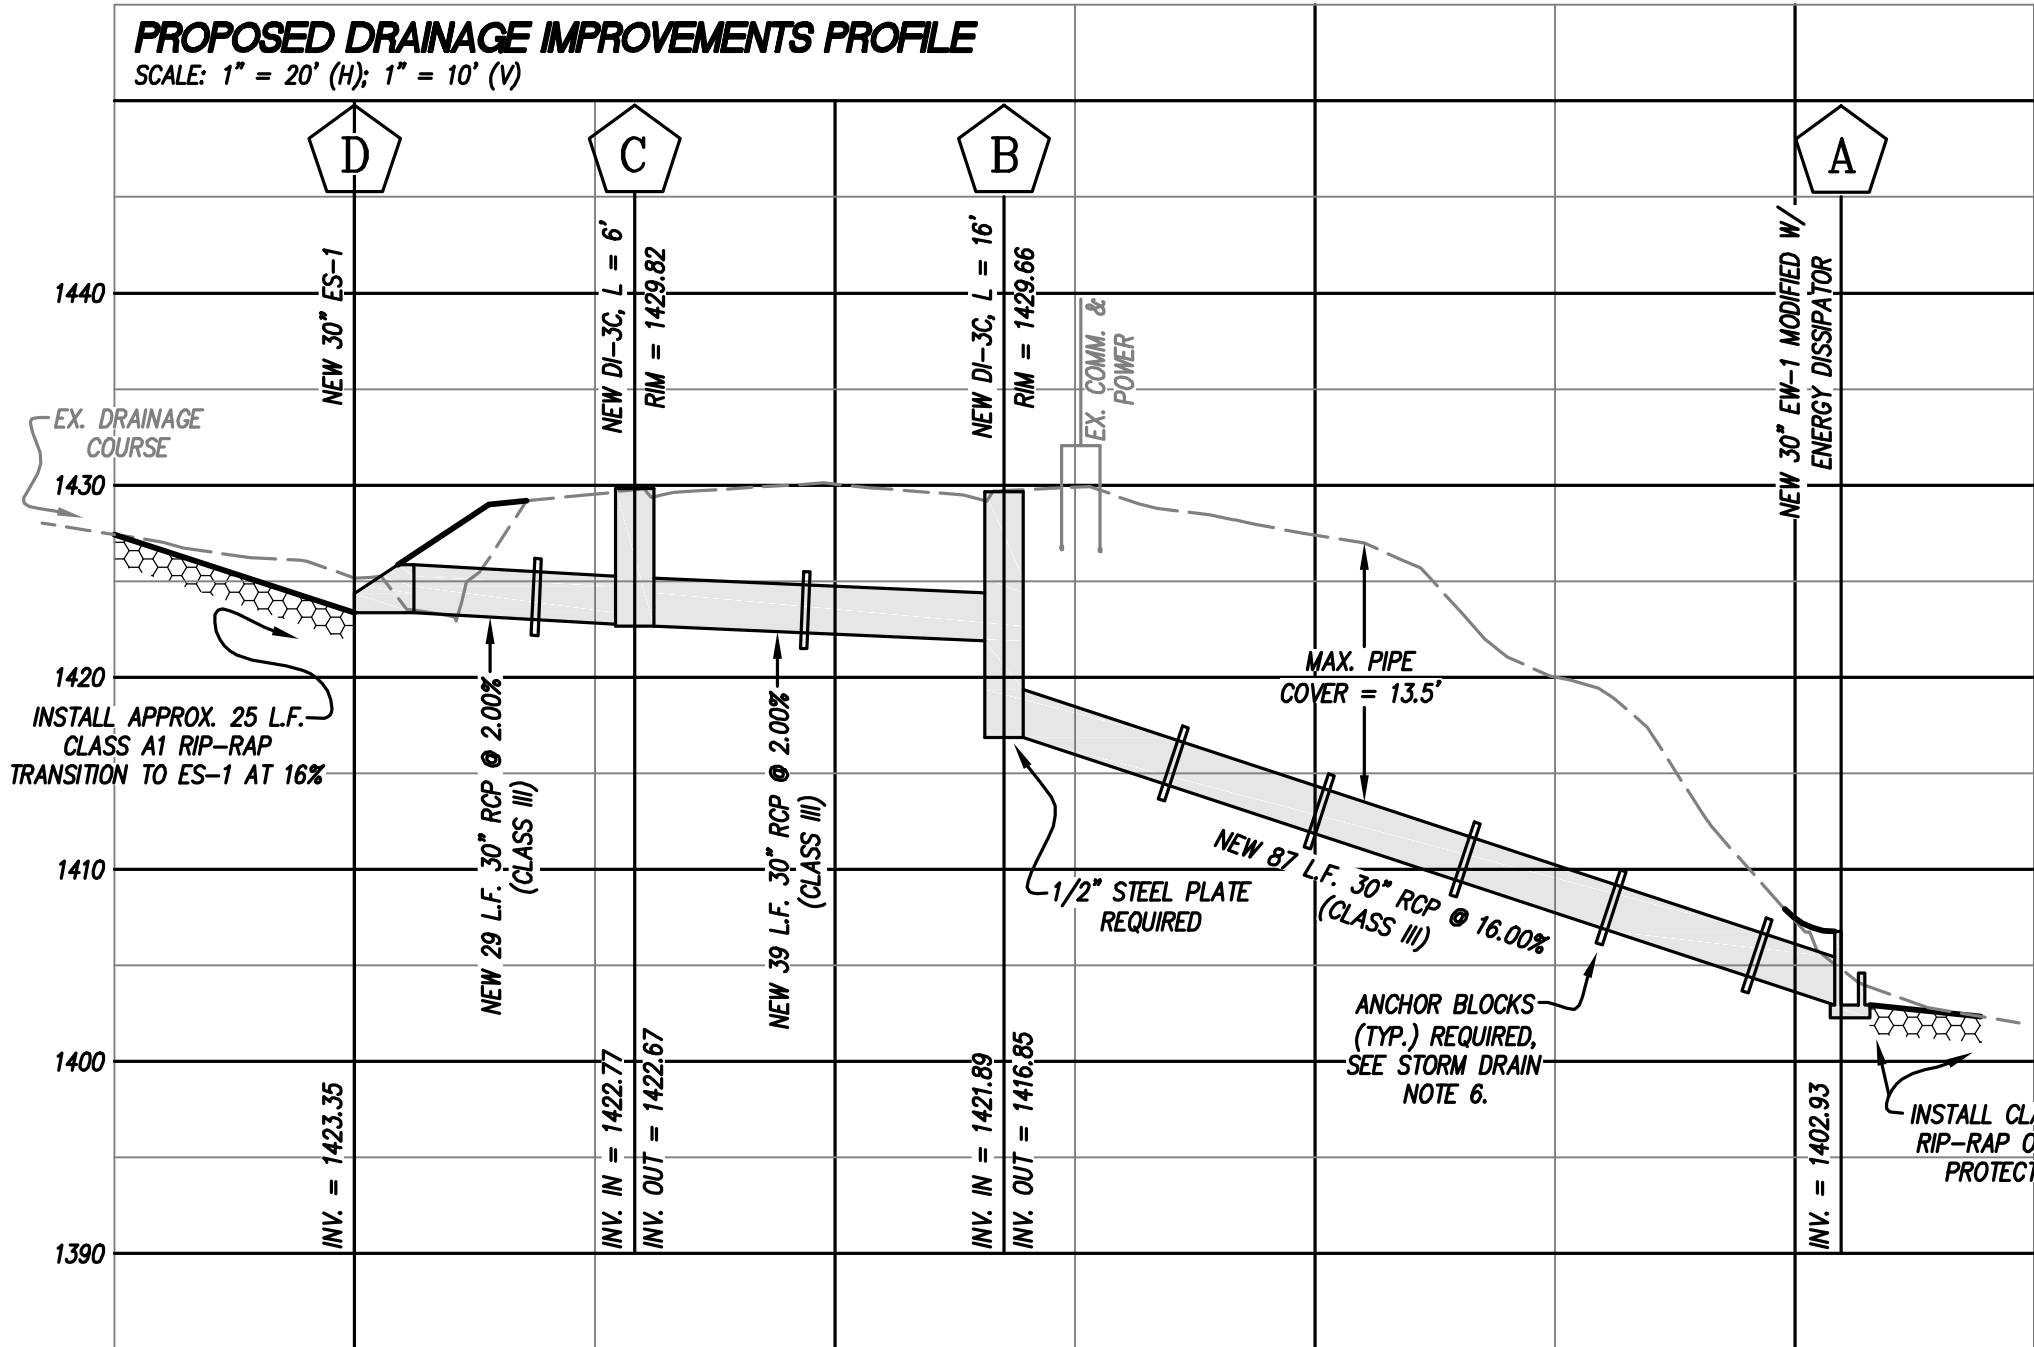 PROPOSED DRAINAGE IMPROVEMENTS PROFILE
SCALE: 1" = 20' (H); 1" = 10' (V)
D
C
B
A
NEW 30" ES-1
NEW DI-3C, L = 6'
RIM = 1429.82
NEW DI-3C, L = 16'
RIM = 1429.66
EX. COMM. &
POWER
NEW 30" EW-1 MODIFIED W/
ENERGY DISSIPATOR
1440
1430
1420
1410
1400
1390
EX. DRAINAGE
COURSE
INSTALL APPROX. 25 L.F.
CLASS A1 RIP-RAP
TRANSITION TO ES-1 AT 16%
NEW 29 L.F. 30" RCP @ 2.00%
(CLASS III)
NEW 39 L.F. 30" RCP @ 2.00%
(CLASS III)
MAX. PIPE
COVER = 13.5'
1/2" STEEL PLATE
REQUIRED
NEW 87 L.F. 30" RCP @ 16.00%
(CLASS III)
ANCHOR BLOCKS
(TYP.) REQUIRED,
SEE STORM DRAIN
NOTE 6.
INSTALL CL
RIP-RAP
PROTECT
INV. = 1423.35
INV. IN = 1422.77
INV. OUT = 1422.67
INV. IN = 1421.89
INV. OUT = 1416.85
INV. = 1402.93